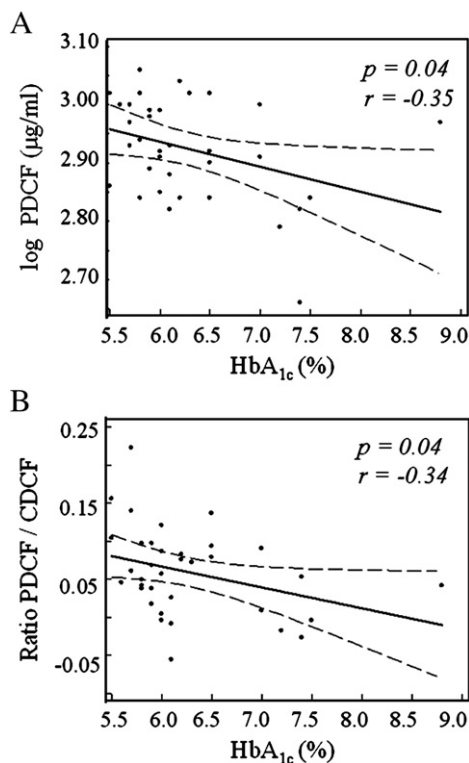 A
3.10
3.00
2.90
2.80
2.70
log PDCF (μg/ml)
p = 0.04
r = -0.35
5.5 6.0 6.5 7.0 7.5 8.0 8.5 9.0
HbA1c (%)
B
0.25
0.15
0.05
-0.05
Ratio PDCF / CDCF
p = 0.04
r = -0.34
5.5 6.0 6.5 7.0 7.5 8.0 8.5 9.0
HbA1c (%)